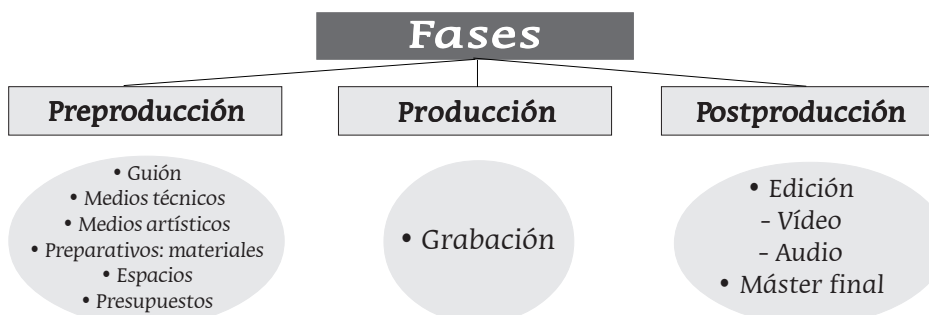 Fases
Preproducción
• Guión
• Medios técnicos
• Medios artísticos
• Preparativos: materiales
• Espacios
• Presupuestos
Producción
• Grabación
Postproducción
• Edición
- Vídeo
- Audio
• Máster final